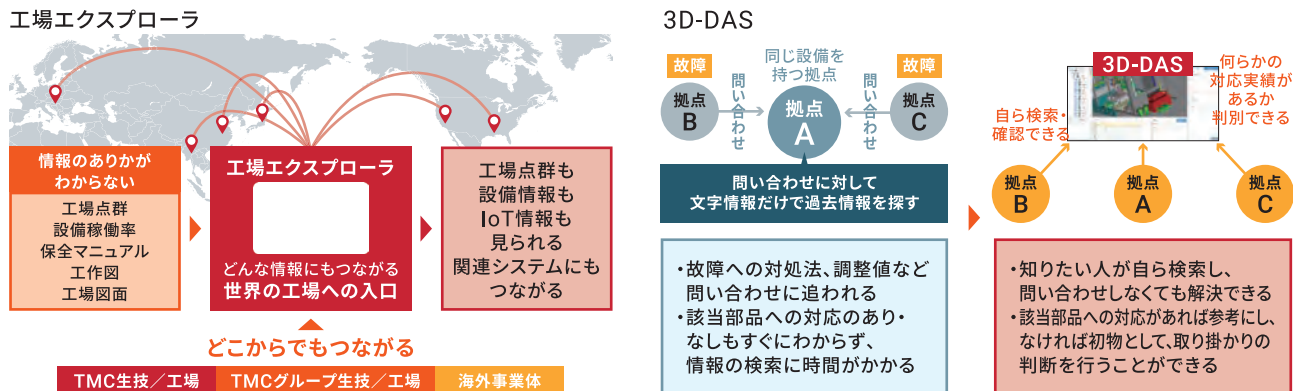 工場エクスプローラ
情報のありかが
わからない
工場点群
設備稼働率
保全マニュアル
工作図
工場図面
工場エクスプローラ
どんな情報にもつながる
世界の工場への入口
工場点群も
設備情報も
IoT情報も
見られる
関連システムにも
つながる
どこからでもつながる
TMC生技／工場
TMCグループ生技／工場
海外事業体
3D-DAS
故障
拠点
B
問い合わせ
同じ設備を
持つ拠点
拠点
A
問い合わせ
故障
拠点
C
問い合わせに対して
文字情報だけで過去情報を探す
・故障への対処法、調整値など
問い合わせに追われる
・該当部品への対応のあり・
なしもすぐにわからず、
情報の検索に時間がかかる
3D-DAS
自ら検索・
確認できる
何らかの
対応実績が
あるか
判別できる
拠点
B
拠点
A
拠点
C
・知りたい人が自ら検索し、
問い合わせしなくても解決できる
・該当部品への対応があれば参考にし、
なければ初物として、取り掛かりの
判断を行うことができる